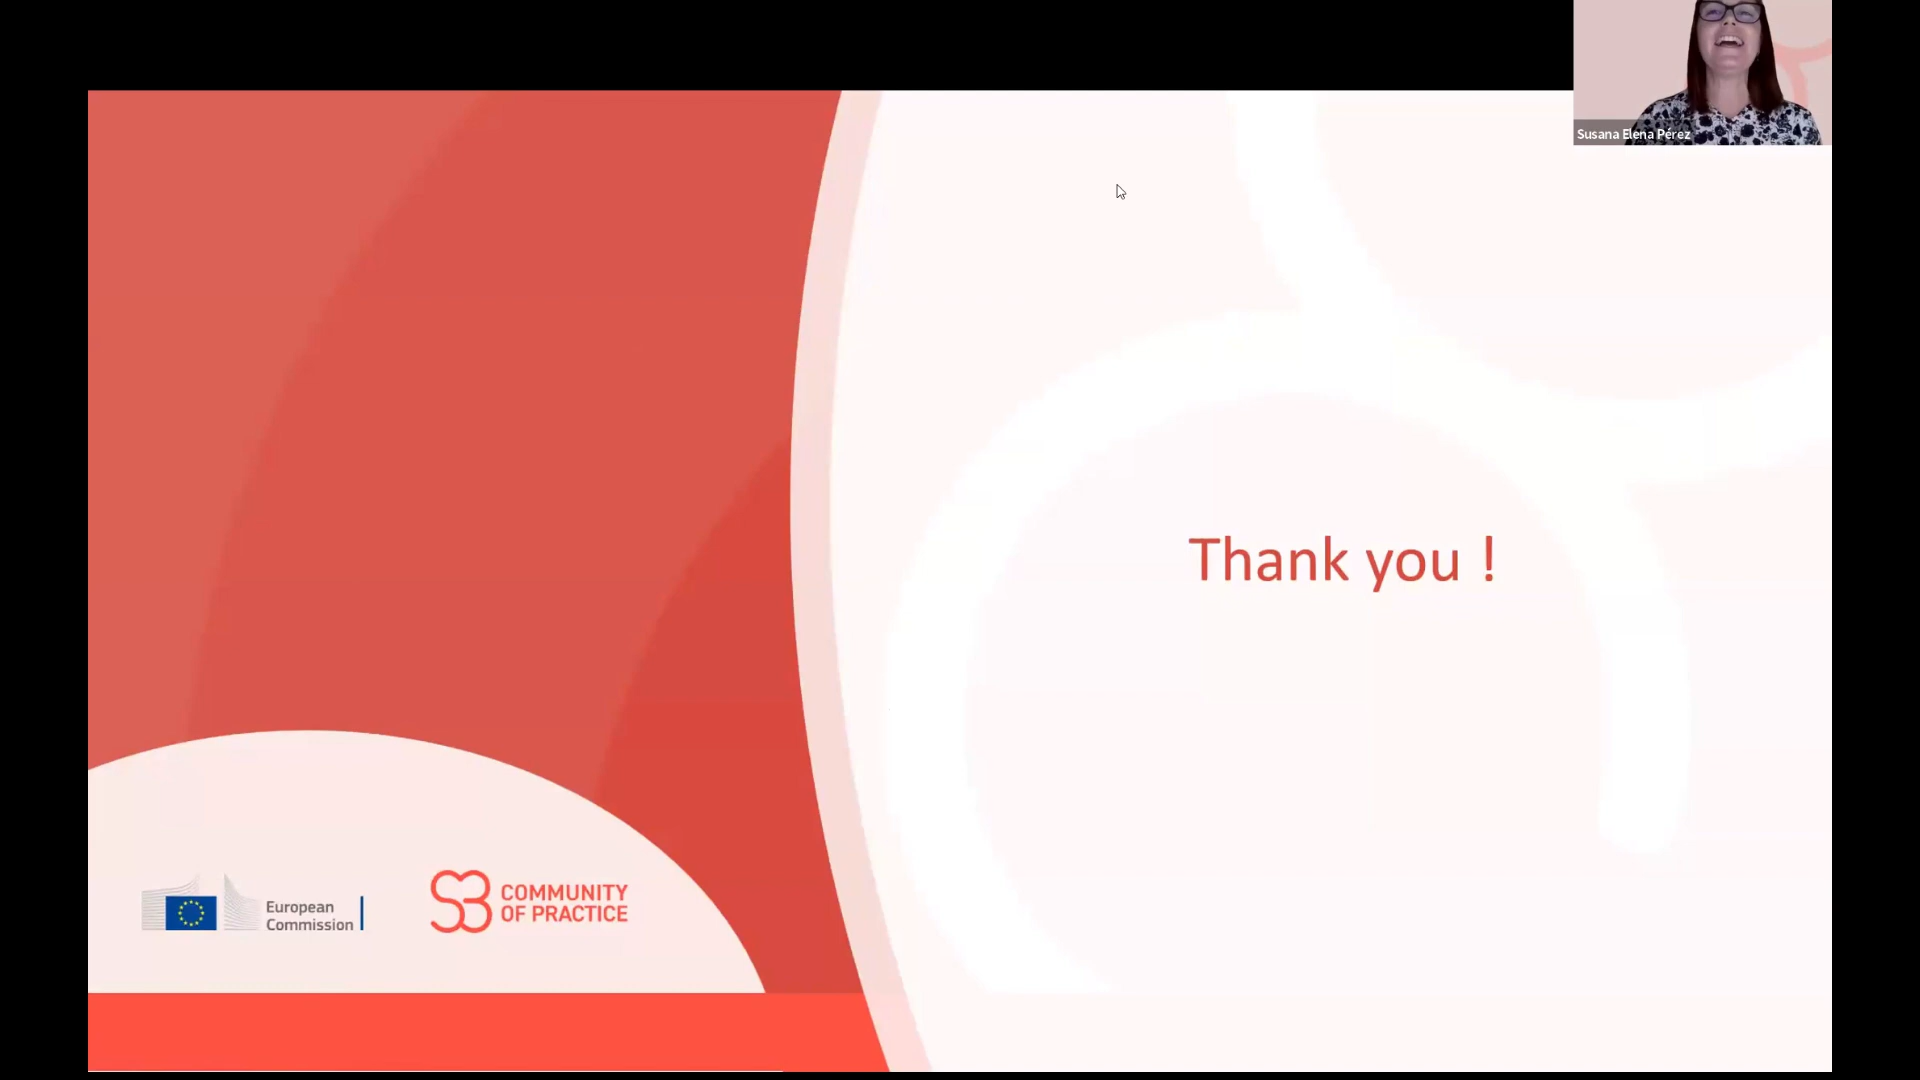 Susana Elena Pérez
Thank you !
European
Commission
S3 COMMUNITY
OF PRACTICE